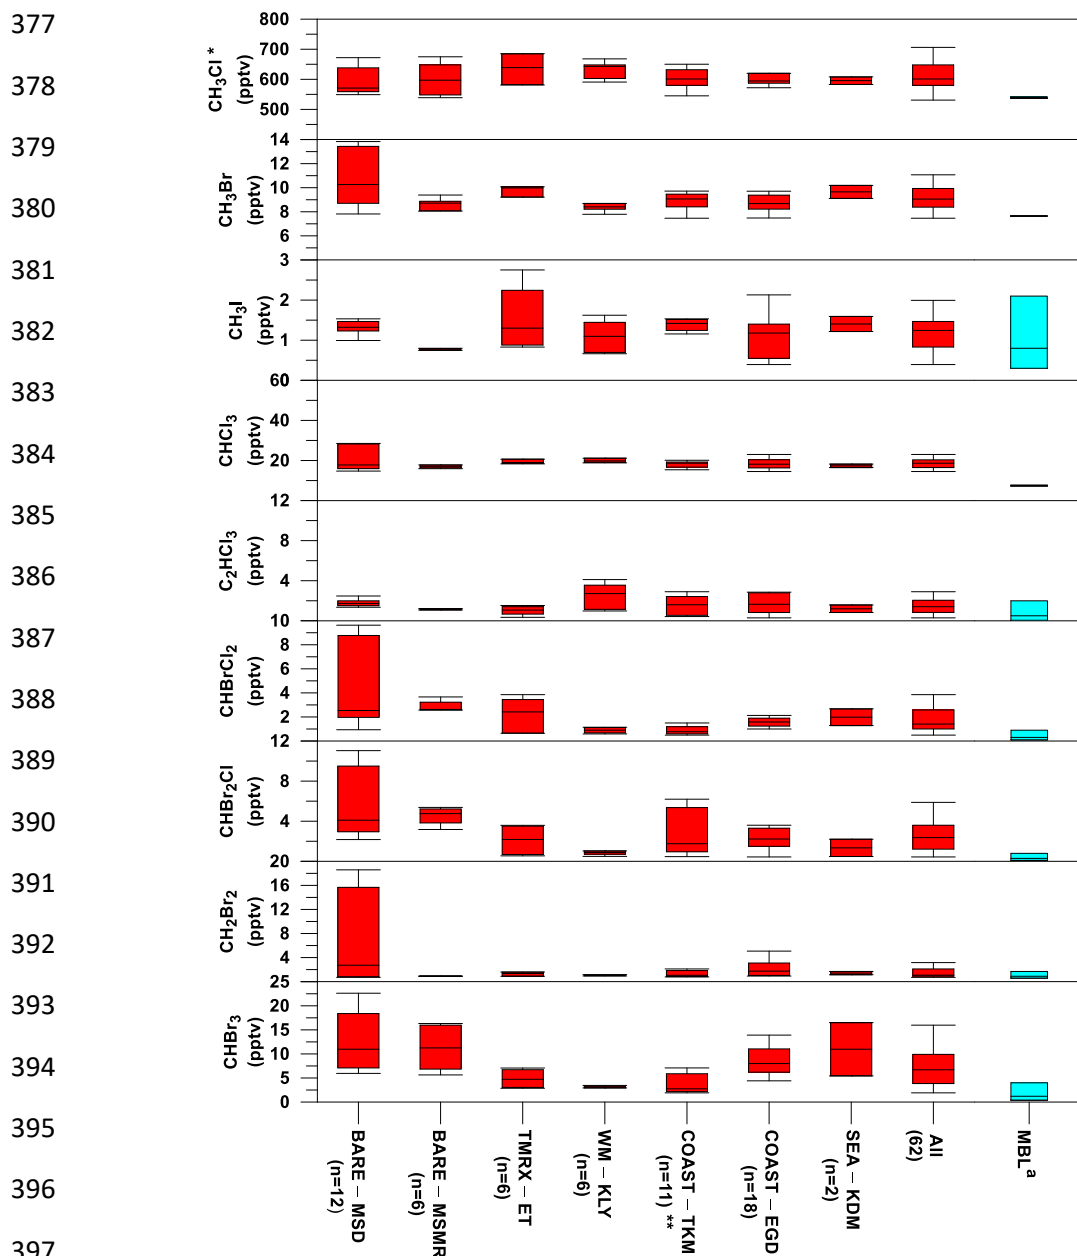 377
378
379
380
381
382
383
384
385
386
387
388
389
390
391
392
393
394
395
396
397
CH₃Cl *
(pptv)
800
700
600
500
CH₃Br
(pptv)
14
12
10
8
6
CH₃I
(pptv)
3
2
1
CHCl₃
(pptv)
60
40
20
C₂HCl₃
(pptv)
12
4
CHBrCl₂
(pptv)
10
8
6
4
2
CHBr₂Cl
(pptv)
12
8
4
CH₂Br₂
(pptv)
20
16
12
8
4
CHBr₃
(pptv)
25
20
15
10
5
0
BARE – MSD
(n=12)
BARE – MSMR
(n=6)
TMRX – ET
(n=6)
WM – KLY
(n=6)
COAST – TKM
(n=11) **
COAST – EGD
(n=18)
SEA – KDM
(n=2)
All
(62)
MBLᵃ